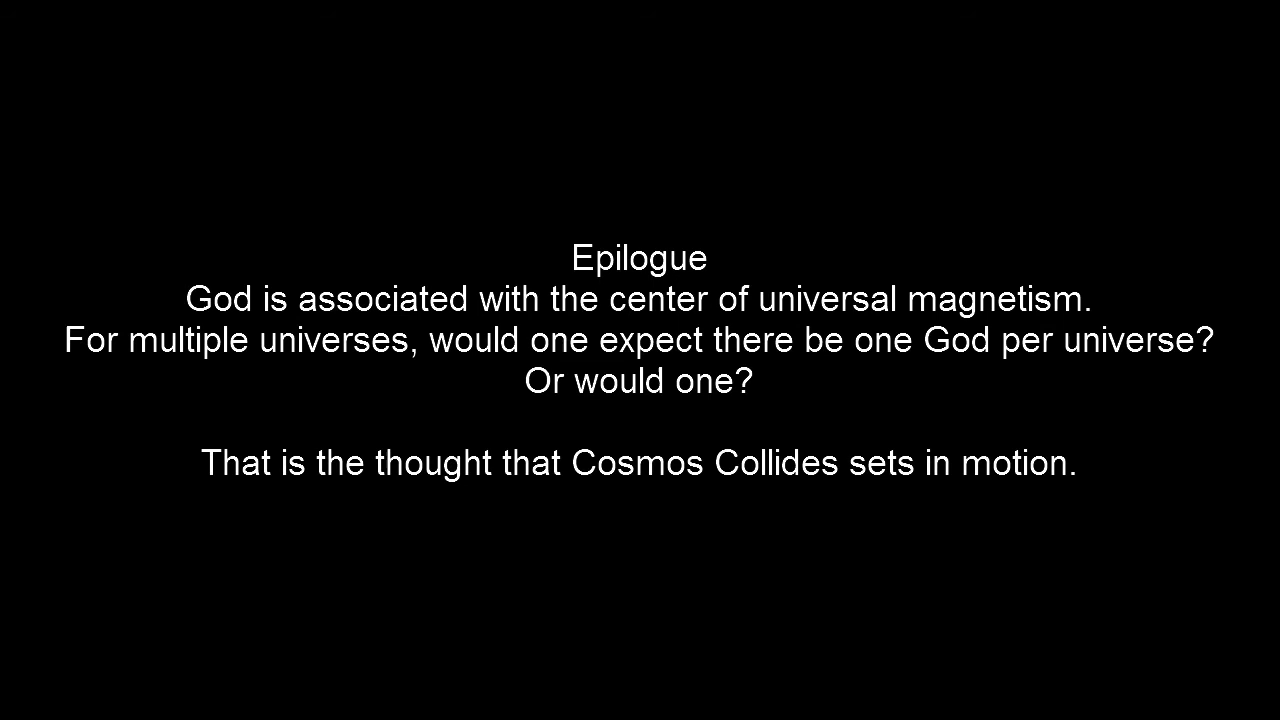 Epilogue
God is associated with the center of universal magnetism.
For multiple universes, would one expect there be one God per universe?
Or would one?
That is the thought that Cosmos Collides sets in motion.